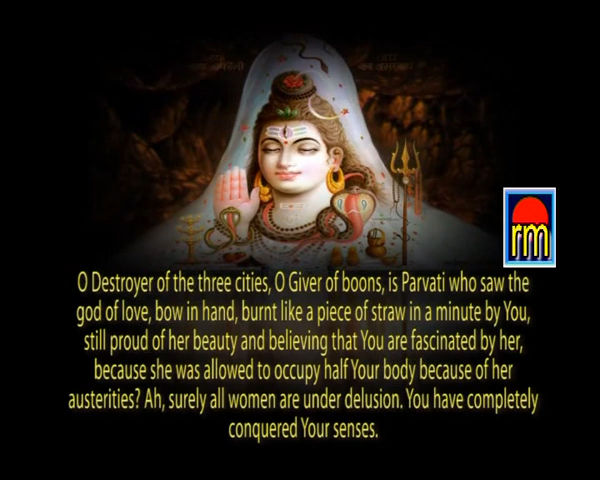 rm
O Destroyer of the three cities, O Giver of boons, is Parvati who saw the
god of love, bow in hand, burnt like a piece of straw in a minute by You,
still proud of her beauty and believing that You are fascinated by her,
because she was allowed to occupy half Your body because of her
austerities? Ah, surely all women are under delusion. You have completely
conquered Your senses.